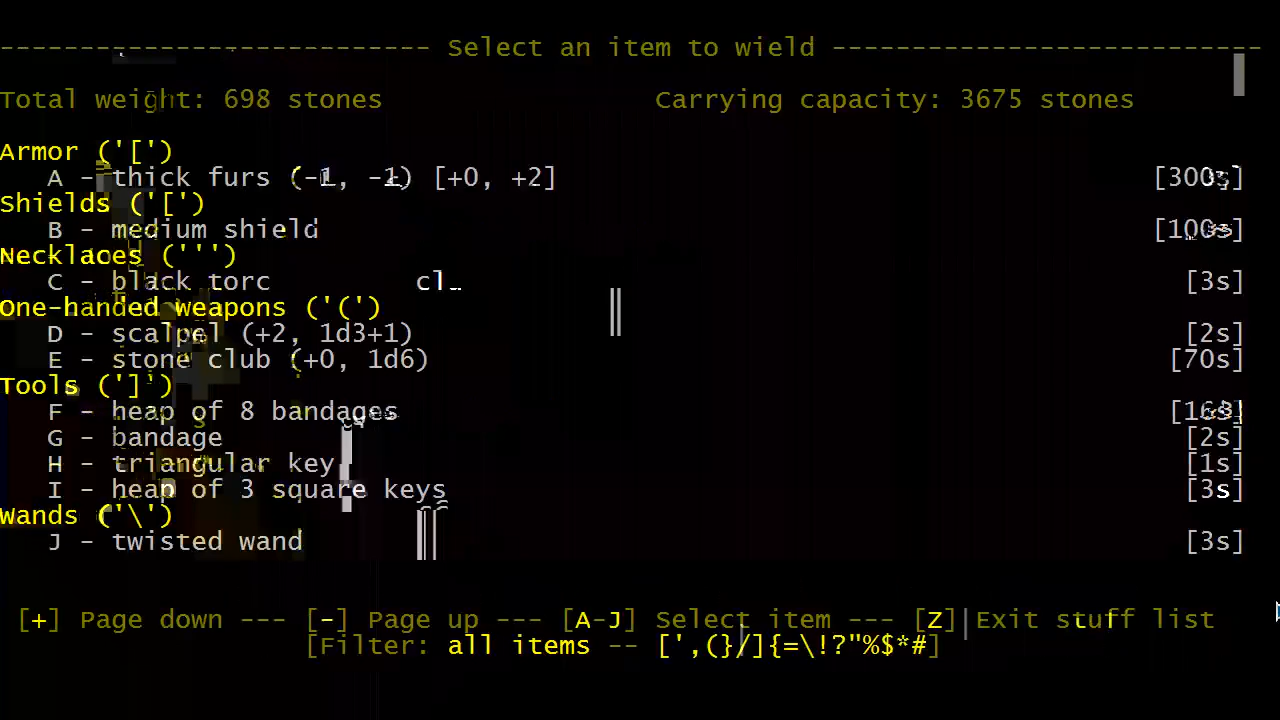 -------------------------- Select an item to wield --------------------------
Total weight: 698 stones Carrying capacity: 3675 stones
Armor ('[')
A - thick furs (-1, -1) [+0, +2] [300s]
Shields ('[')
B - medium shield [100s]
Necklaces (''')
C - black torc [3s]
One-handed weapons ('(')
D - scalpel (+2, 1d3+1) [2s]
E - stone club (+0, 1d6) [70s]
Tools (']')
F - heap of 8 bandages
G - bandage [2s]
H - triangular key [1s]
I - heap of 3 square keys [3s]
Wands ('\')
J - twisted wand [3s]
[+] Page down --- [-] Page up --- [A-J] Select item --- [Z] Exit stuff list
[Filter: all items -- [',(}/]{=\!?"%$*#]